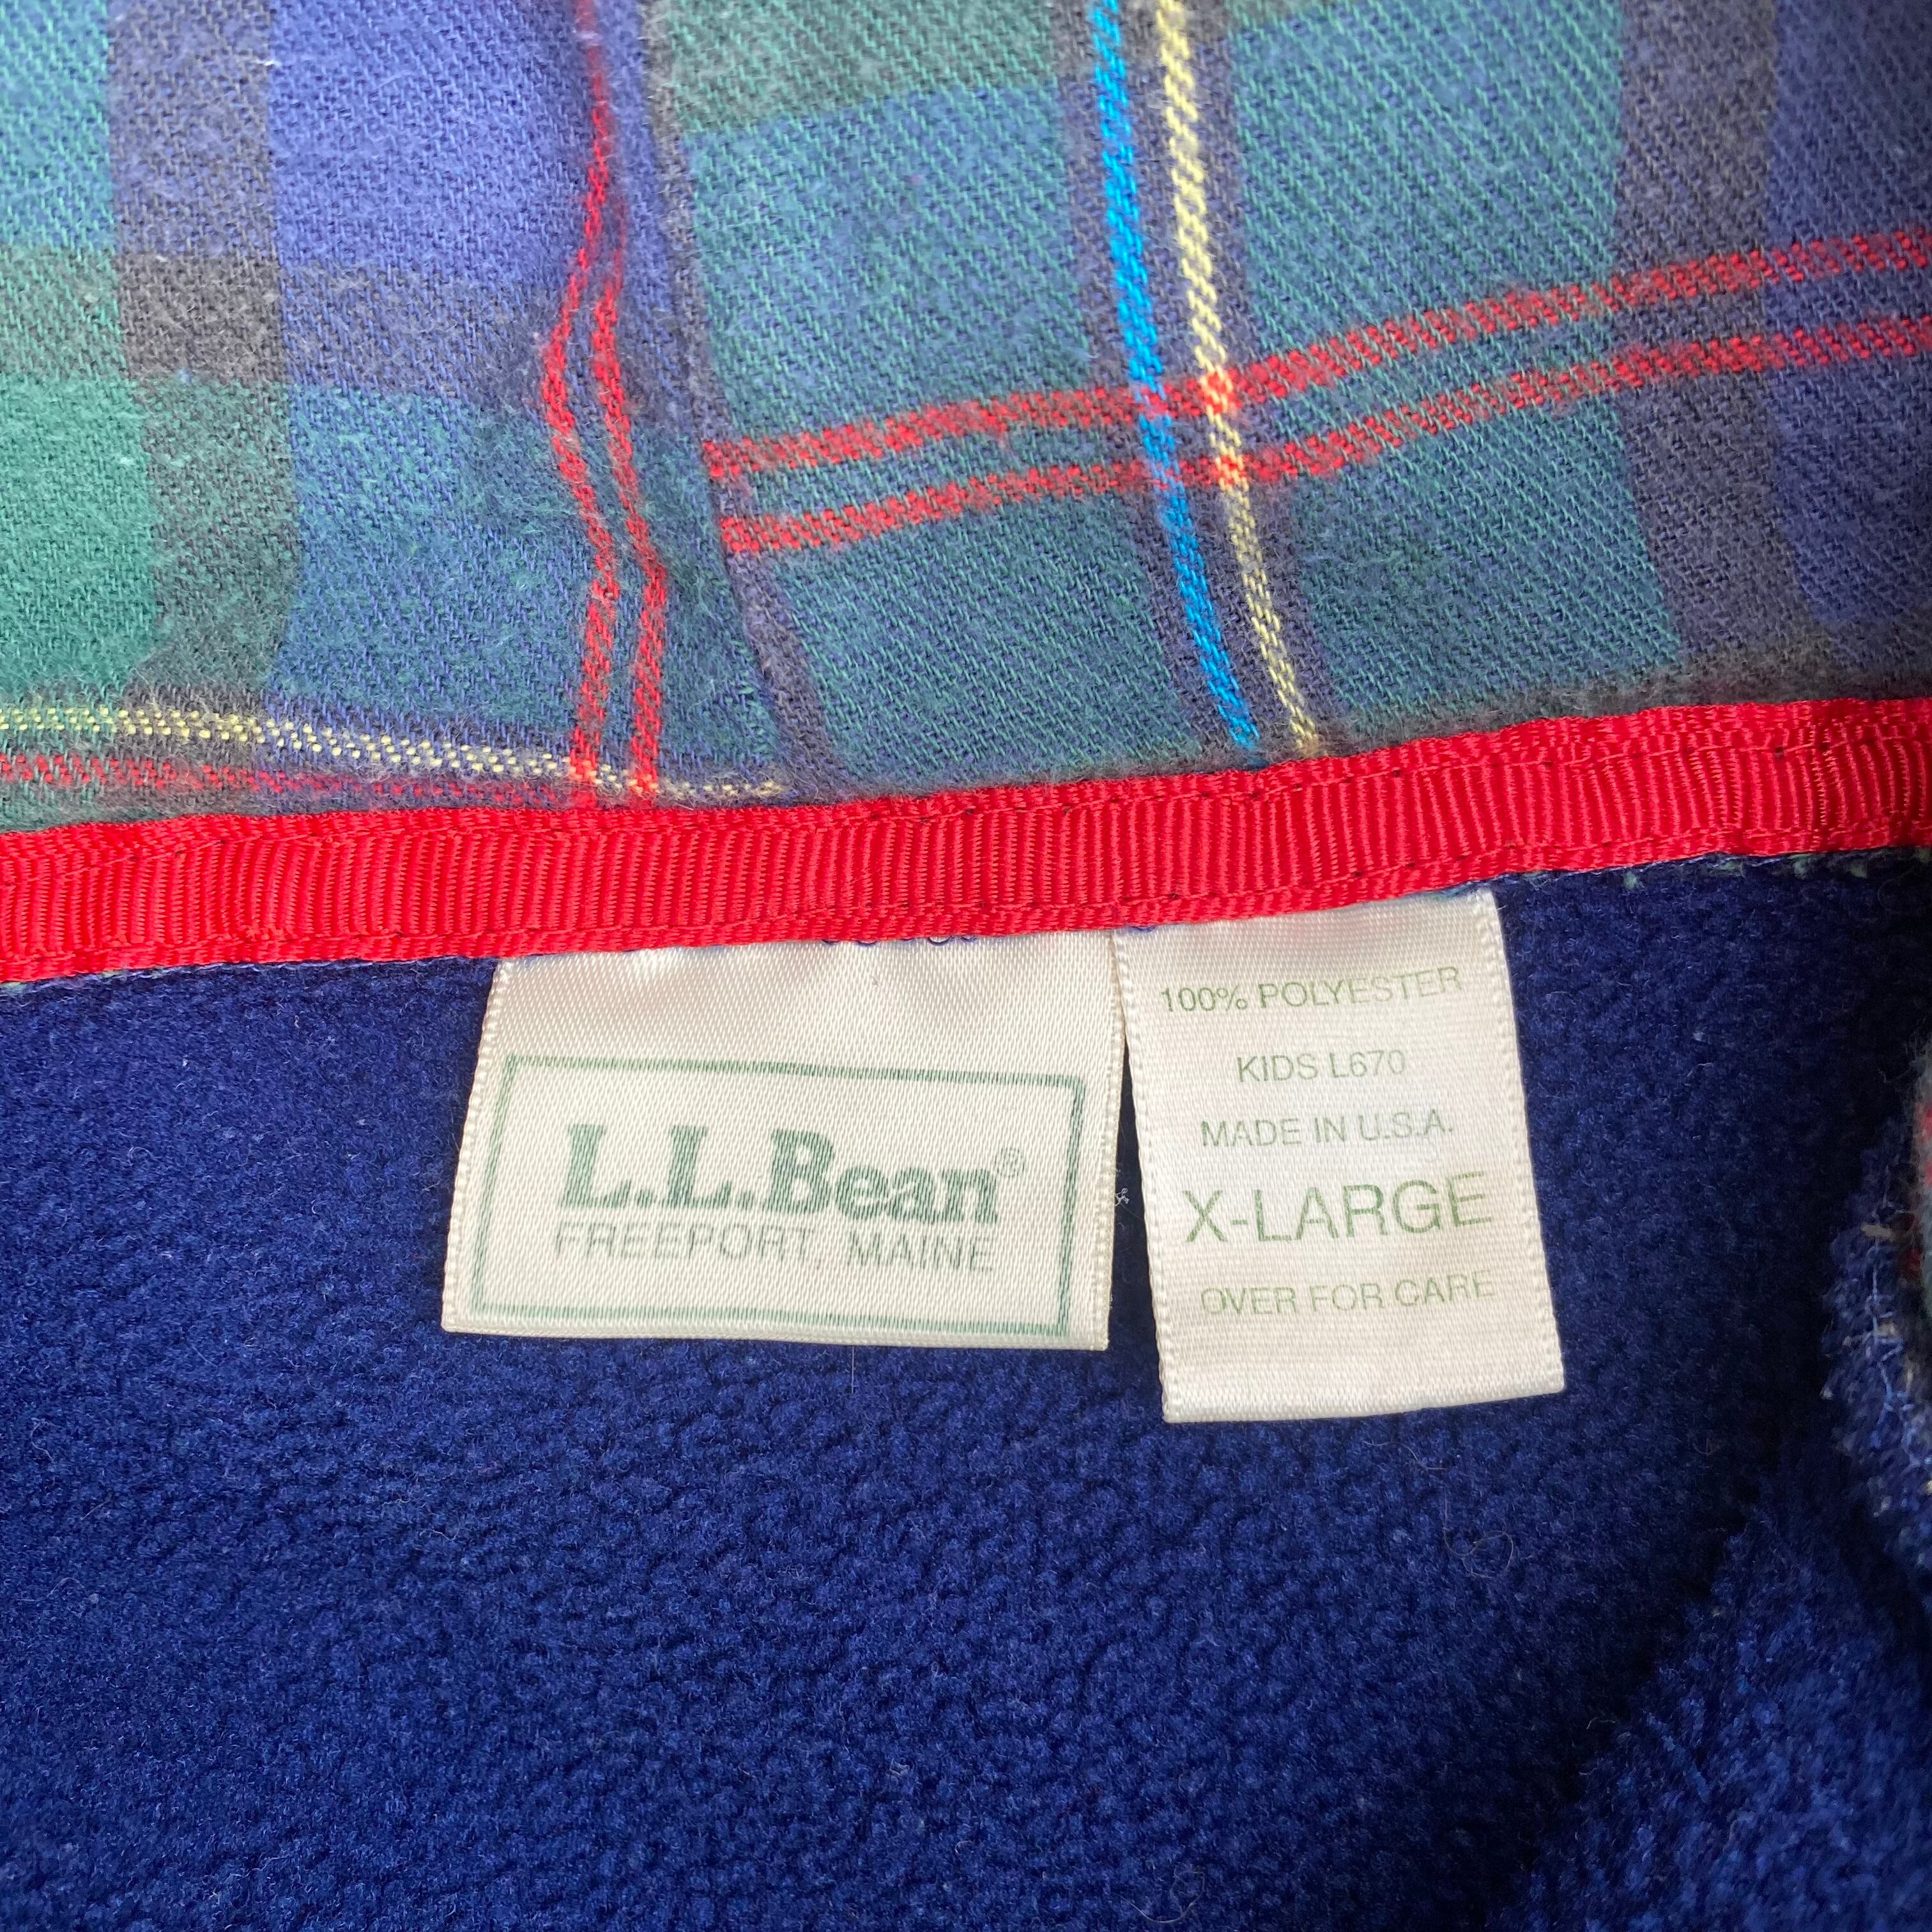 L.L.Bean®
FREEPORT, MAINE
100% POLYESTER
KIDS L670
MADE IN U.S.A.
X-LARGE
OVER FOR CARE